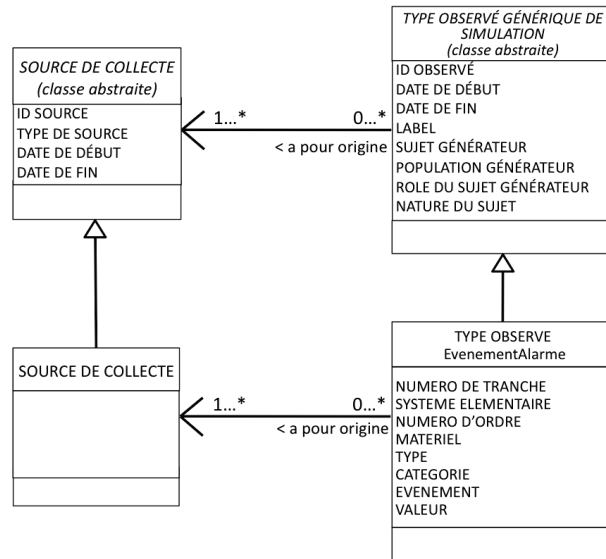 SOURCE DE COLLECTE
(classe abstraite)
ID SOURCE
TYPE DE SOURCE
DATE DE DÉBUT
DATE DE FIN
1...*
0...*
< a pour origine
TYPE OBSERVÉ GÉNÉRIQUE DE
SIMULATION
(classe abstraite)
ID OBSERVÉ
DATE DE DÉBUT
DATE DE FIN
LABEL
SUJET GÉNÉRATEUR
POPULATION GÉNÉRATEUR
ROLE DU SUJET GÉNÉRATEUR
NATURE DU SUJET
SOURCE DE COLLECTE
1...*
0...*
< a pour origine
TYPE OBSERVE
EvenementAlarme
NUMERO DE TRANCHE
SYSTEME ELEMENTAIRE
NUMERO D'ORDRE
MATERIEL
TYPE
CATEGORIE
EVENEMENT
VALEUR